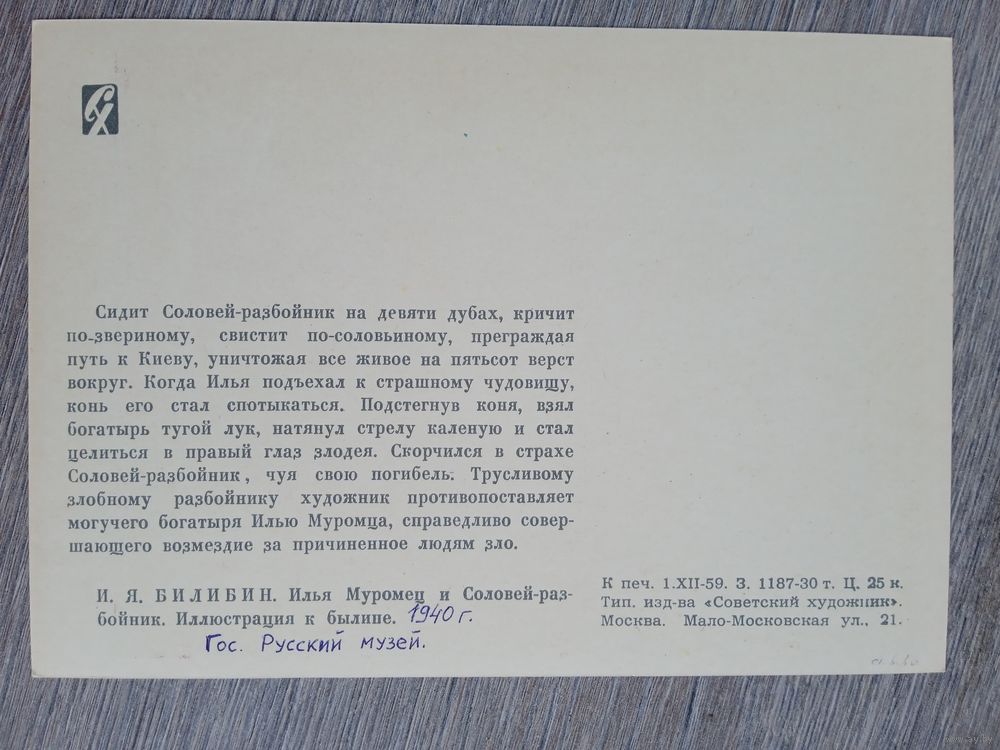 СХ
Сидит Соловей-разбойник на девяти дубах, кричит
по-звериному, свистит по-соловьиному, преграждая
путь к Киеву, уничтожая все живое на пятьсот верст
вокруг. Когда Илья подъехал к страшному чудовищу,
конь его стал спотыкаться. Подстегнув коня, взял
богатырь тугой лук, натянул стрелу каленую и стал
целиться в правый глаз злодея. Скорчился в страхе
Соловей-разбойник, чуя свою погибель. Трусливому
злобному разбойнику художник противопоставляет
могучего богатыря Илью Муромца, справедливо совер-
шающего возмездие за причиненное людям зло.
И. Я. БИЛИБИН. Илья Муромец и Соловей-раз-
бойник. Иллюстрация к былине. 1940 г.
Гос. Русский музей.
К печ. 1.XII-59. З. 1187-30 т. Ц. 25 к.
Тип. изд-ва «Советский художник».
Москва. Мало-Московская ул., 21.
www.ay.by